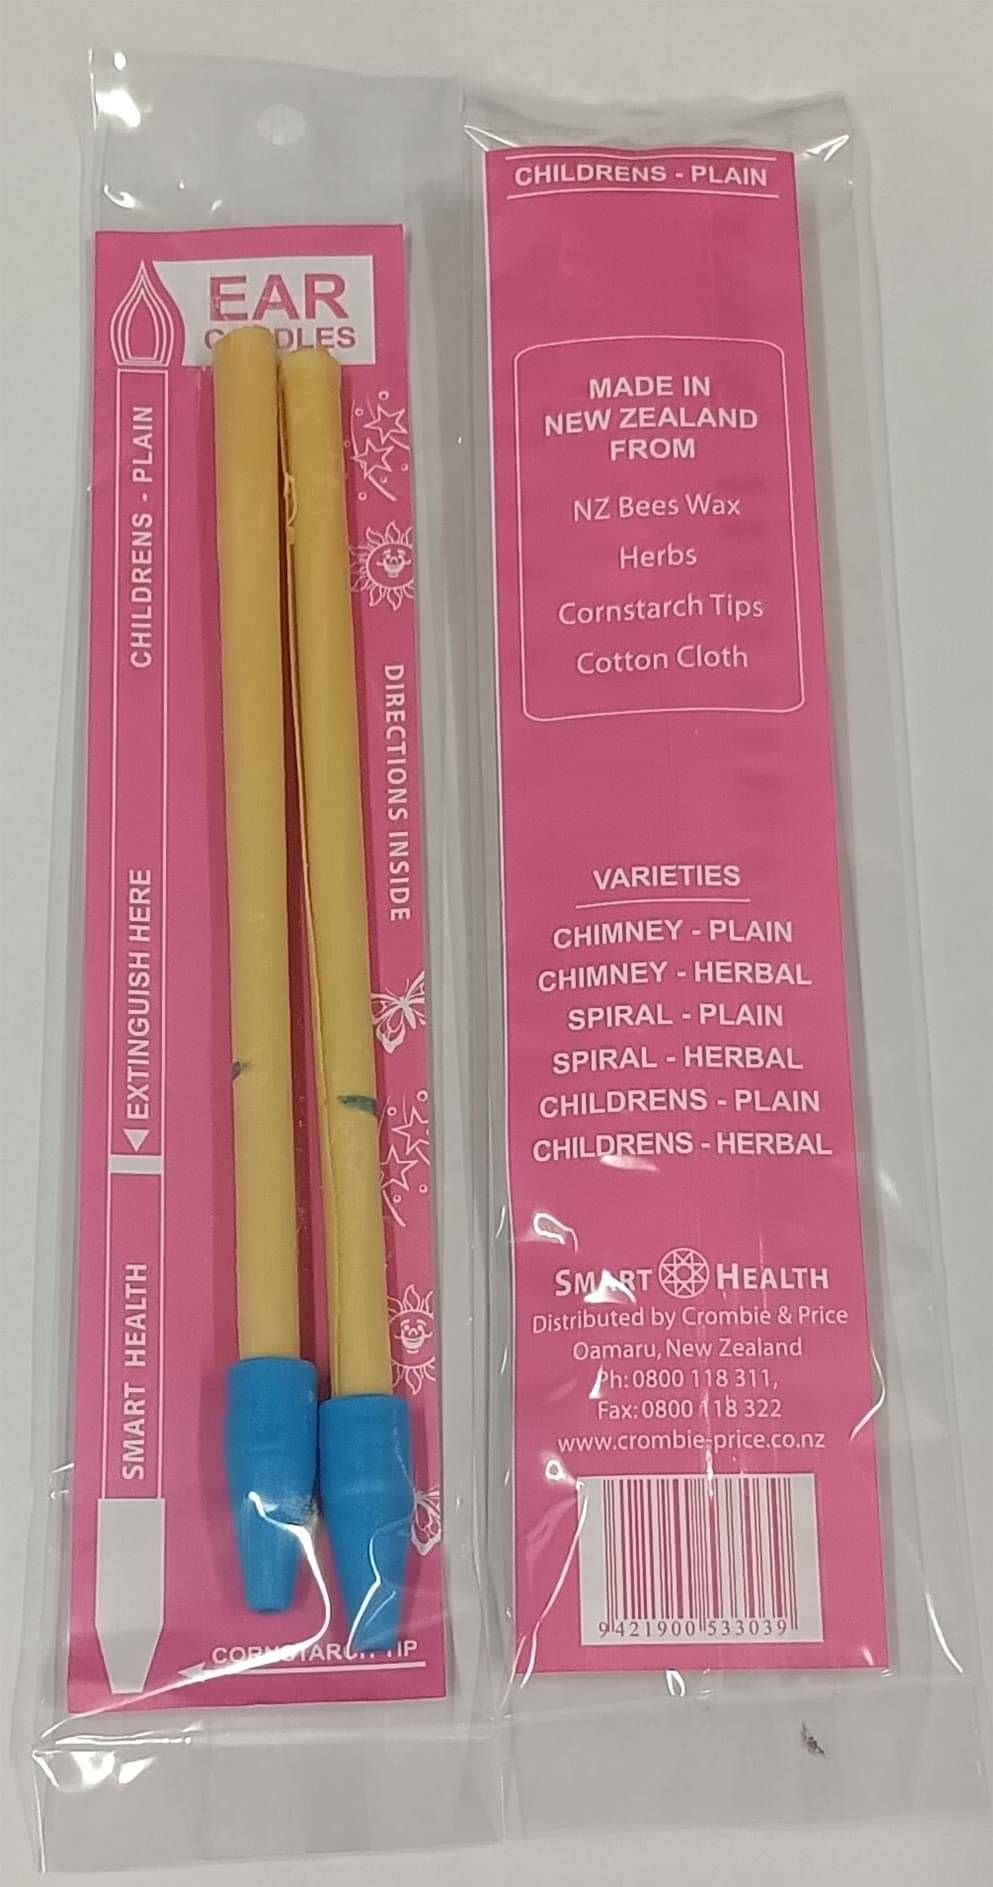 EAR
CANDLES
CHILDRENS - PLAIN
EXTINGUISH HERE
SMART HEALTH
DIRECTIONS INSIDE
CORNSTARCH TIP
CHILDRENS - PLAIN
MADE IN
NEW ZEALAND
FROM
NZ Bees Wax
Herbs
Cornstarch Tips
Cotton Cloth
VARIETIES
CHIMNEY - PLAIN
CHIMNEY - HERBAL
SPIRAL - PLAIN
SPIRAL - HERBAL
CHILDRENS - PLAIN
CHILDRENS - HERBAL
SMART HEALTH
Distributed by Crombie & Price
Oamaru, New Zealand
Ph: 0800 118 311,
Fax: 0800 118 322
www.crombie-price.co.nz
9 421900 533039